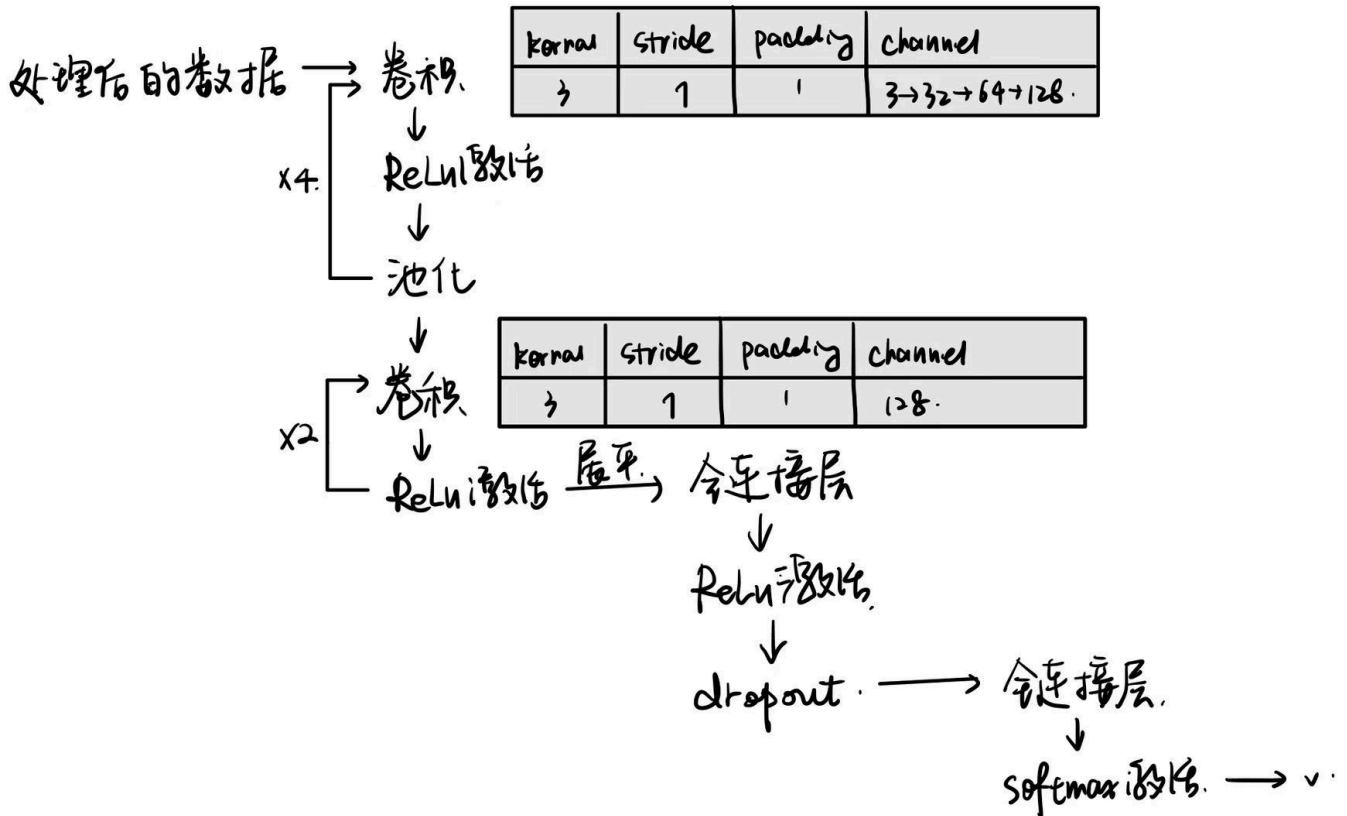 处理后的数据 → 卷积
kernal stride padding channel
3 1 1 3→32→64→128.
↓
ReLu激活
×4.
↓
池化
↓
kernal stride padding channel
3 1 1 128.
卷积
×2
↓
ReLu激活 展平. → 全连接层
↓
ReLu激活.
↓
dropout. → 全连接层.
↓
softmax激活. → v.